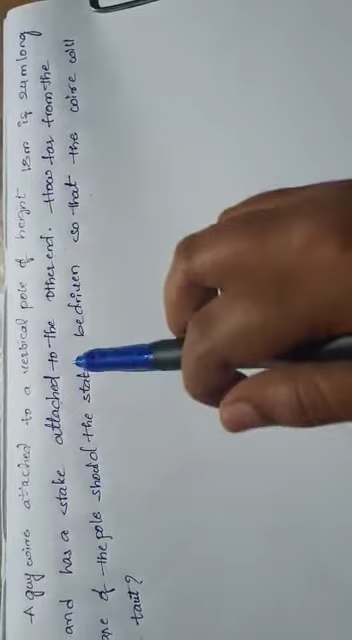 A guy wire attached to a vertical pole of height 18m is 24m long
and has a stake attached to the other end. How far from the
of the pole should the be driven so that the wire will
taut?